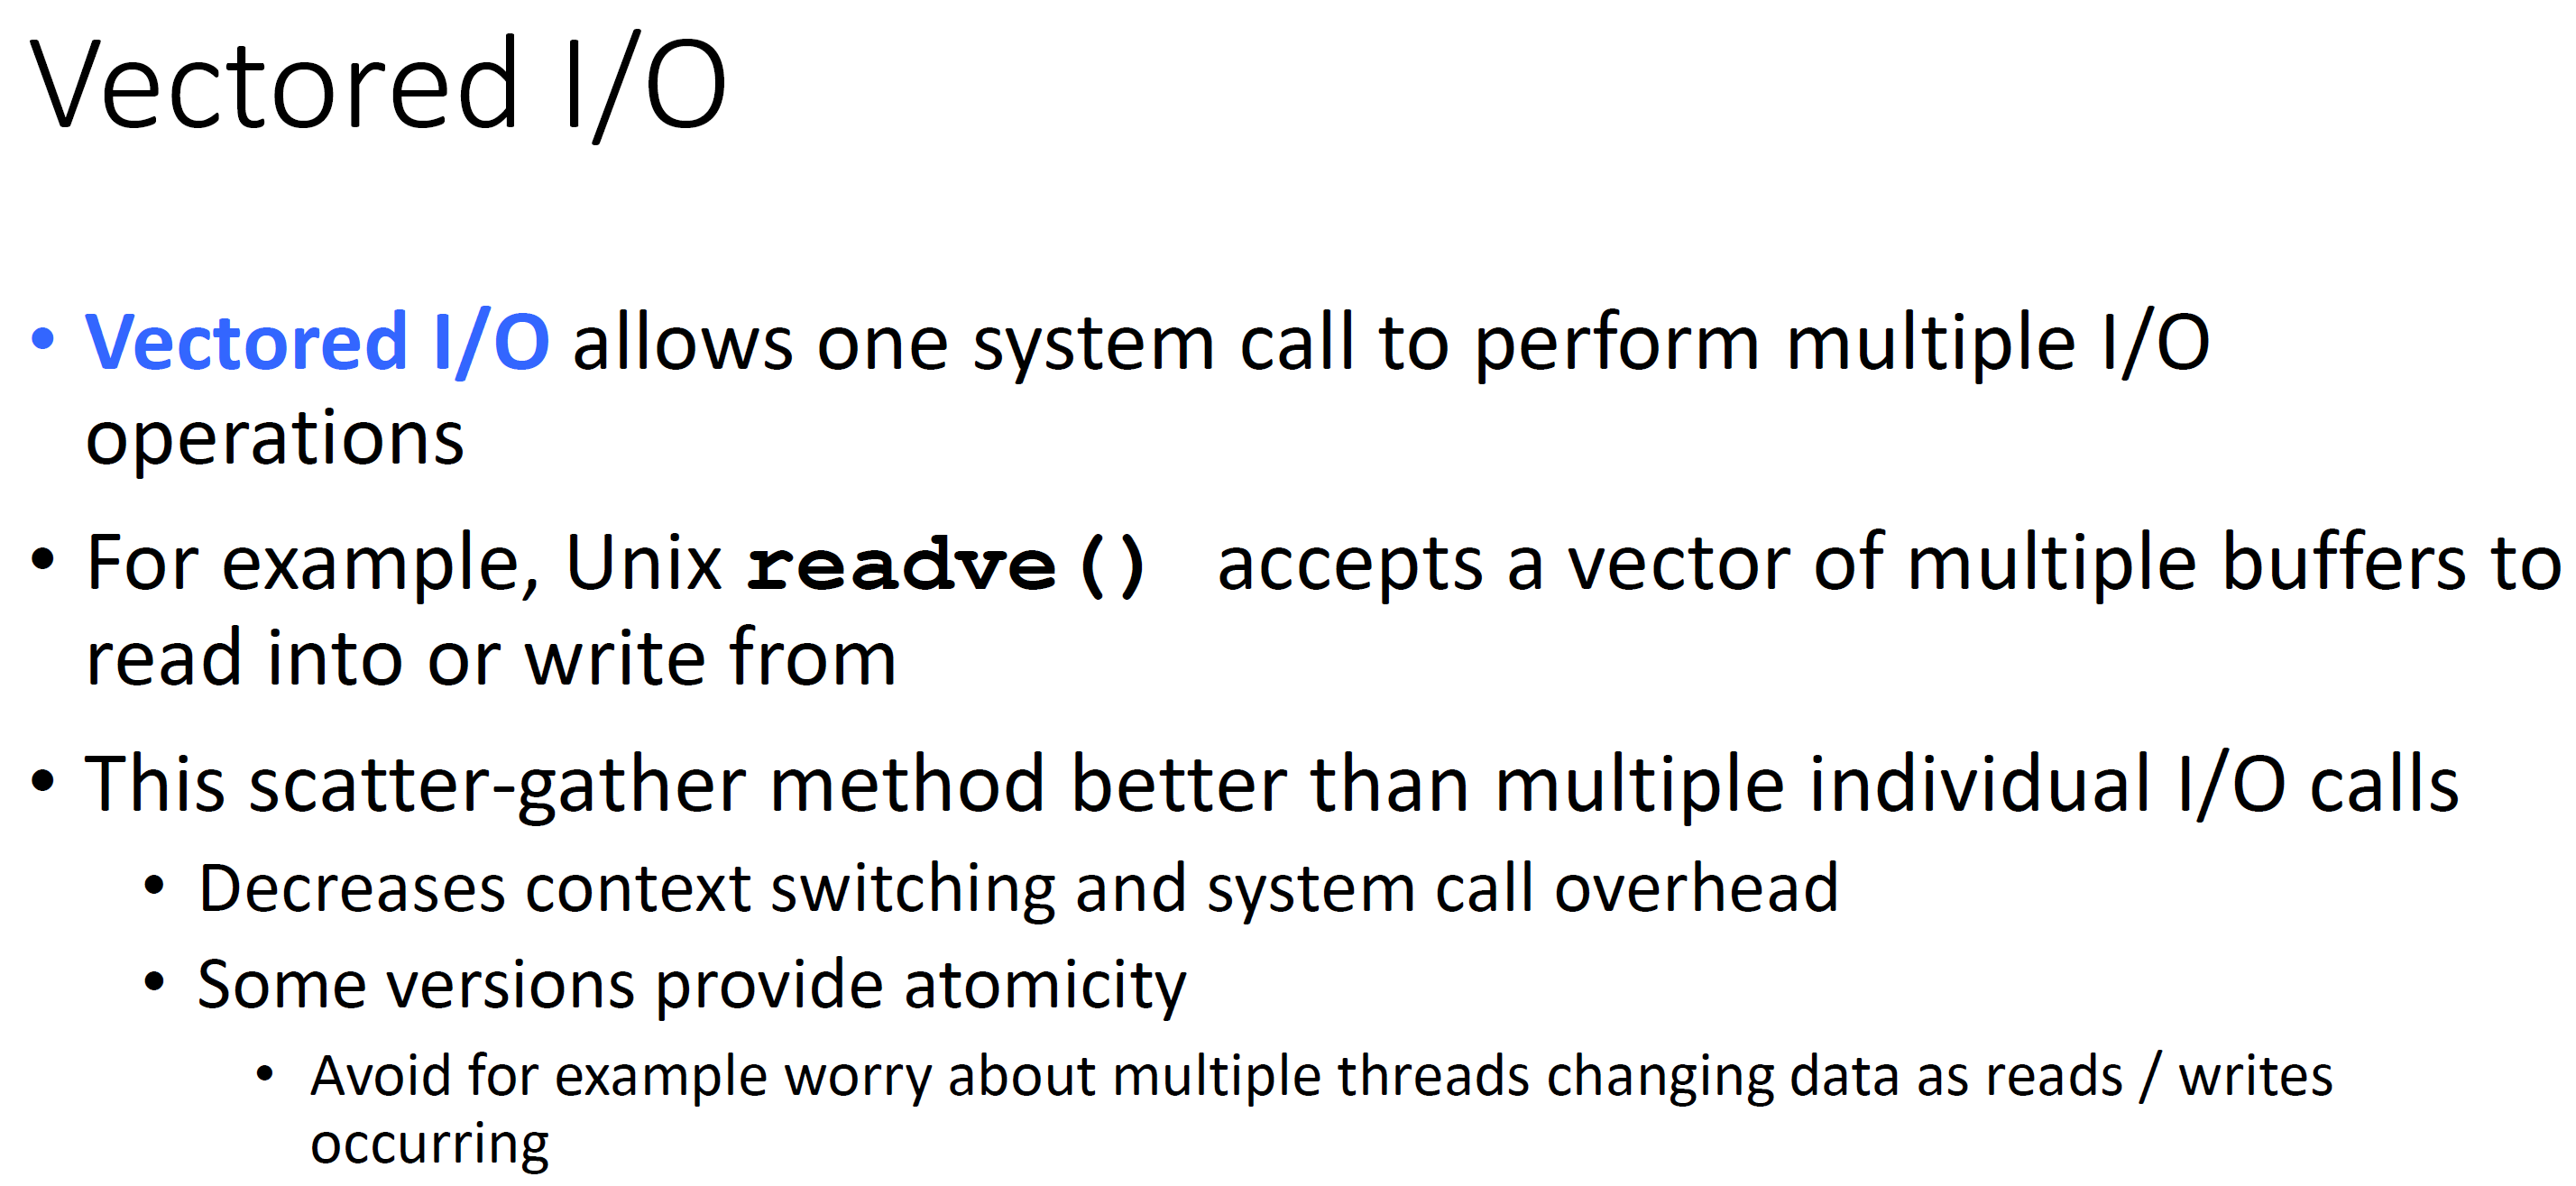 Vectored I/O
• Vectored I/O allows one system call to perform multiple I/O
operations
• For example, Unix readve() accepts a vector of multiple buffers to
read into or write from
• This scatter-gather method better than multiple individual I/O calls
• Decreases context switching and system call overhead
• Some versions provide atomicity
• Avoid for example worry about multiple threads changing data as reads / writes
occurring